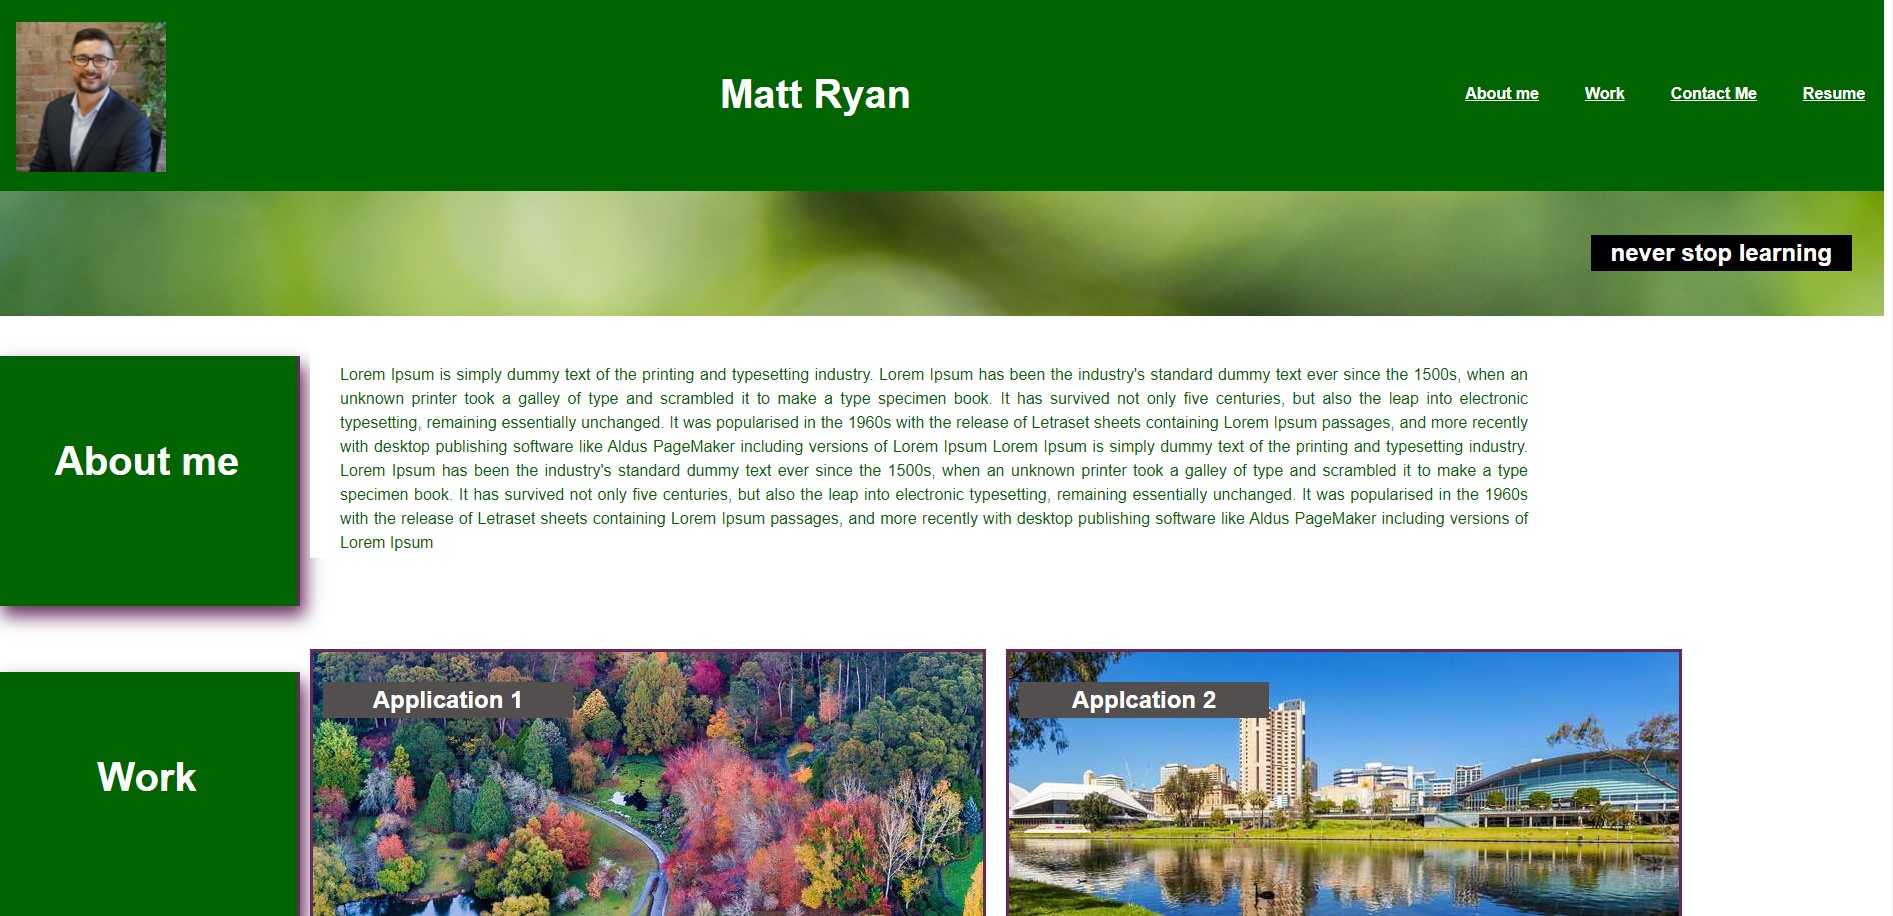 Matt Ryan
About me
Work
Contact Me
Resume
never stop learning
About me
Lorem Ipsum is simply dummy text of the printing and typesetting industry. Lorem Ipsum has been the industry's standard dummy text ever since the 1500s, when an
unknown printer took a galley of type and scrambled it to make a type specimen book. It has survived not only five centuries, but also the leap into electronic
typesetting, remaining essentially unchanged. It was popularised in the 1960s with the release of Letraset sheets containing Lorem Ipsum passages, and more recently
with desktop publishing software like Aldus PageMaker including versions of Lorem Ipsum Lorem Ipsum is simply dummy text of the printing and typesetting industry.
Lorem Ipsum has been the industry's standard dummy text ever since the 1500s, when an unknown printer took a galley of type and scrambled it to make a type
specimen book. It has survived not only five centuries, but also the leap into electronic typesetting, remaining essentially unchanged. It was popularised in the 1960s
with the release of Letraset sheets containing Lorem Ipsum passages, and more recently with desktop publishing software like Aldus PageMaker including versions of
Lorem Ipsum
Work
Application 1
Applcation 2